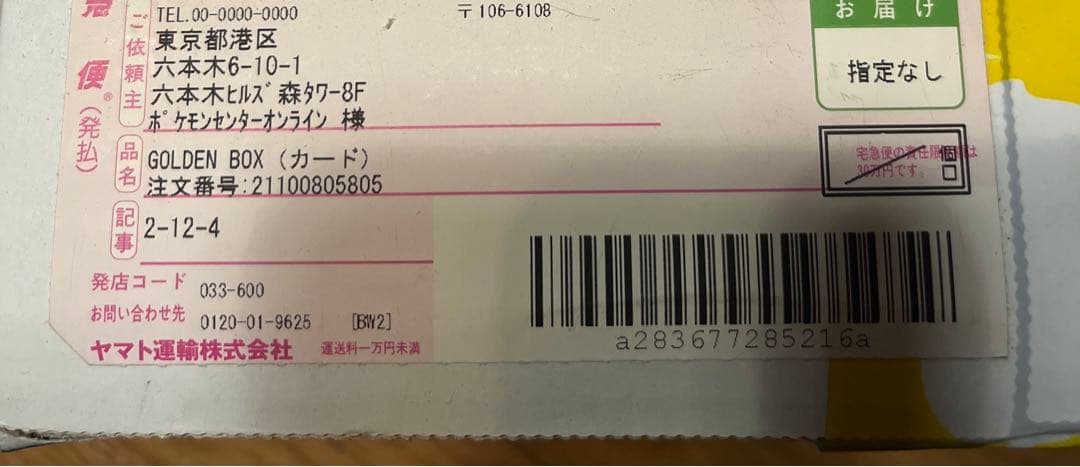 急便®(発払)
ご依頼主
TEL.00-0000-0000 〒106-6108
東京都港区
六本木6-10-1
六本木ﾋﾙｽﾞ森ﾀﾜｰ8F
ﾎﾟｹﾓﾝｾﾝﾀｰｵﾝﾗｲﾝ 様
お届け
指定なし
品名
GOLDEN BOX (カード)
注文番号:21100805805
宅急便の責任限度額は
30万円です。
個
口
記事
2-12-4
発店コード 033-600
お問い合わせ先 0120-01-9625 [BW2]
ヤマト運輸株式会社 運送料一万円未満
a283677285216a